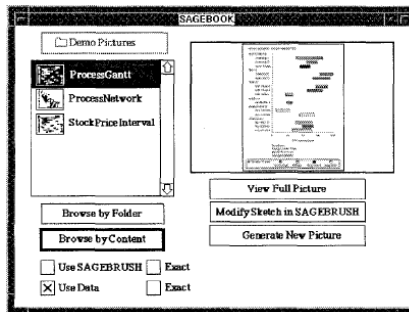 SAGEBOOK
Demo Pictures
ProcessGantt
ProcessNetwork
StockPriceInterval
View Full Picture
Browse by Folder
Modify Sketch in SAGEBRUSH
Browse by Content
Generate New Picture
Use SAGEBRUSH
Exact
Use Data
Exact